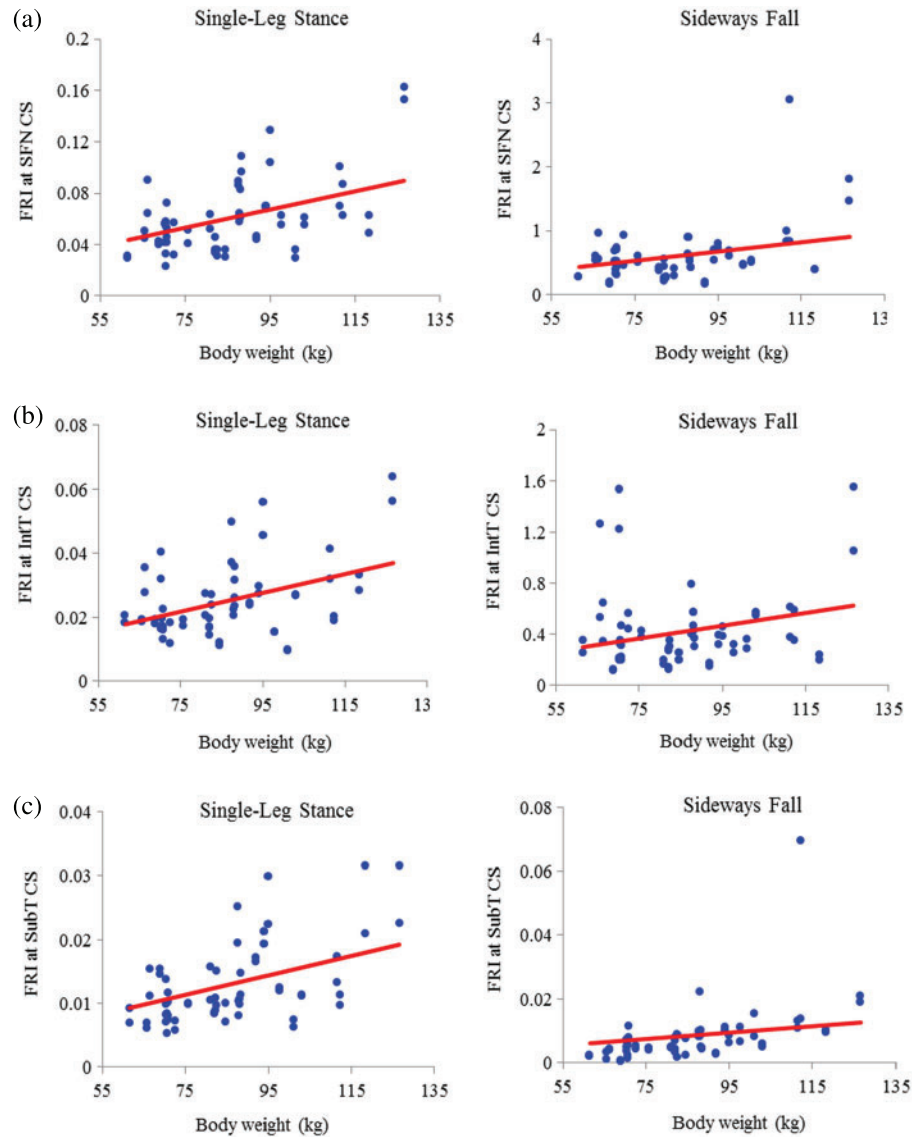 (a)
Single-Leg Stance
0.2
0.16
0.12
0.08
0.04
0
55 75 95 115 135
FRI at SFN CS
Body weight (kg)
Sideways Fall
4
3
2
1
0
55 75 95 115 13
FRI at SFN CS
Body weight (kg)
(b)
Single-Leg Stance
0.08
0.06
0.04
0.02
0
55 75 95 115 13
FRI at IntT CS
Body weight (kg)
Sideways Fall
2
1.6
1.2
0.8
0.4
0
55 75 95 115 135
FRI at IntT CS
Body weight (kg)
(c)
Single-Leg Stance
0.04
0.03
0.02
0.01
0
55 75 95 115 135
FRI at SubT CS
Body weight (kg)
Sideways Fall
0.08
0.06
0.04
0.02
0
55 75 95 115 135
FRI at SubT CS
Body weight (kg)